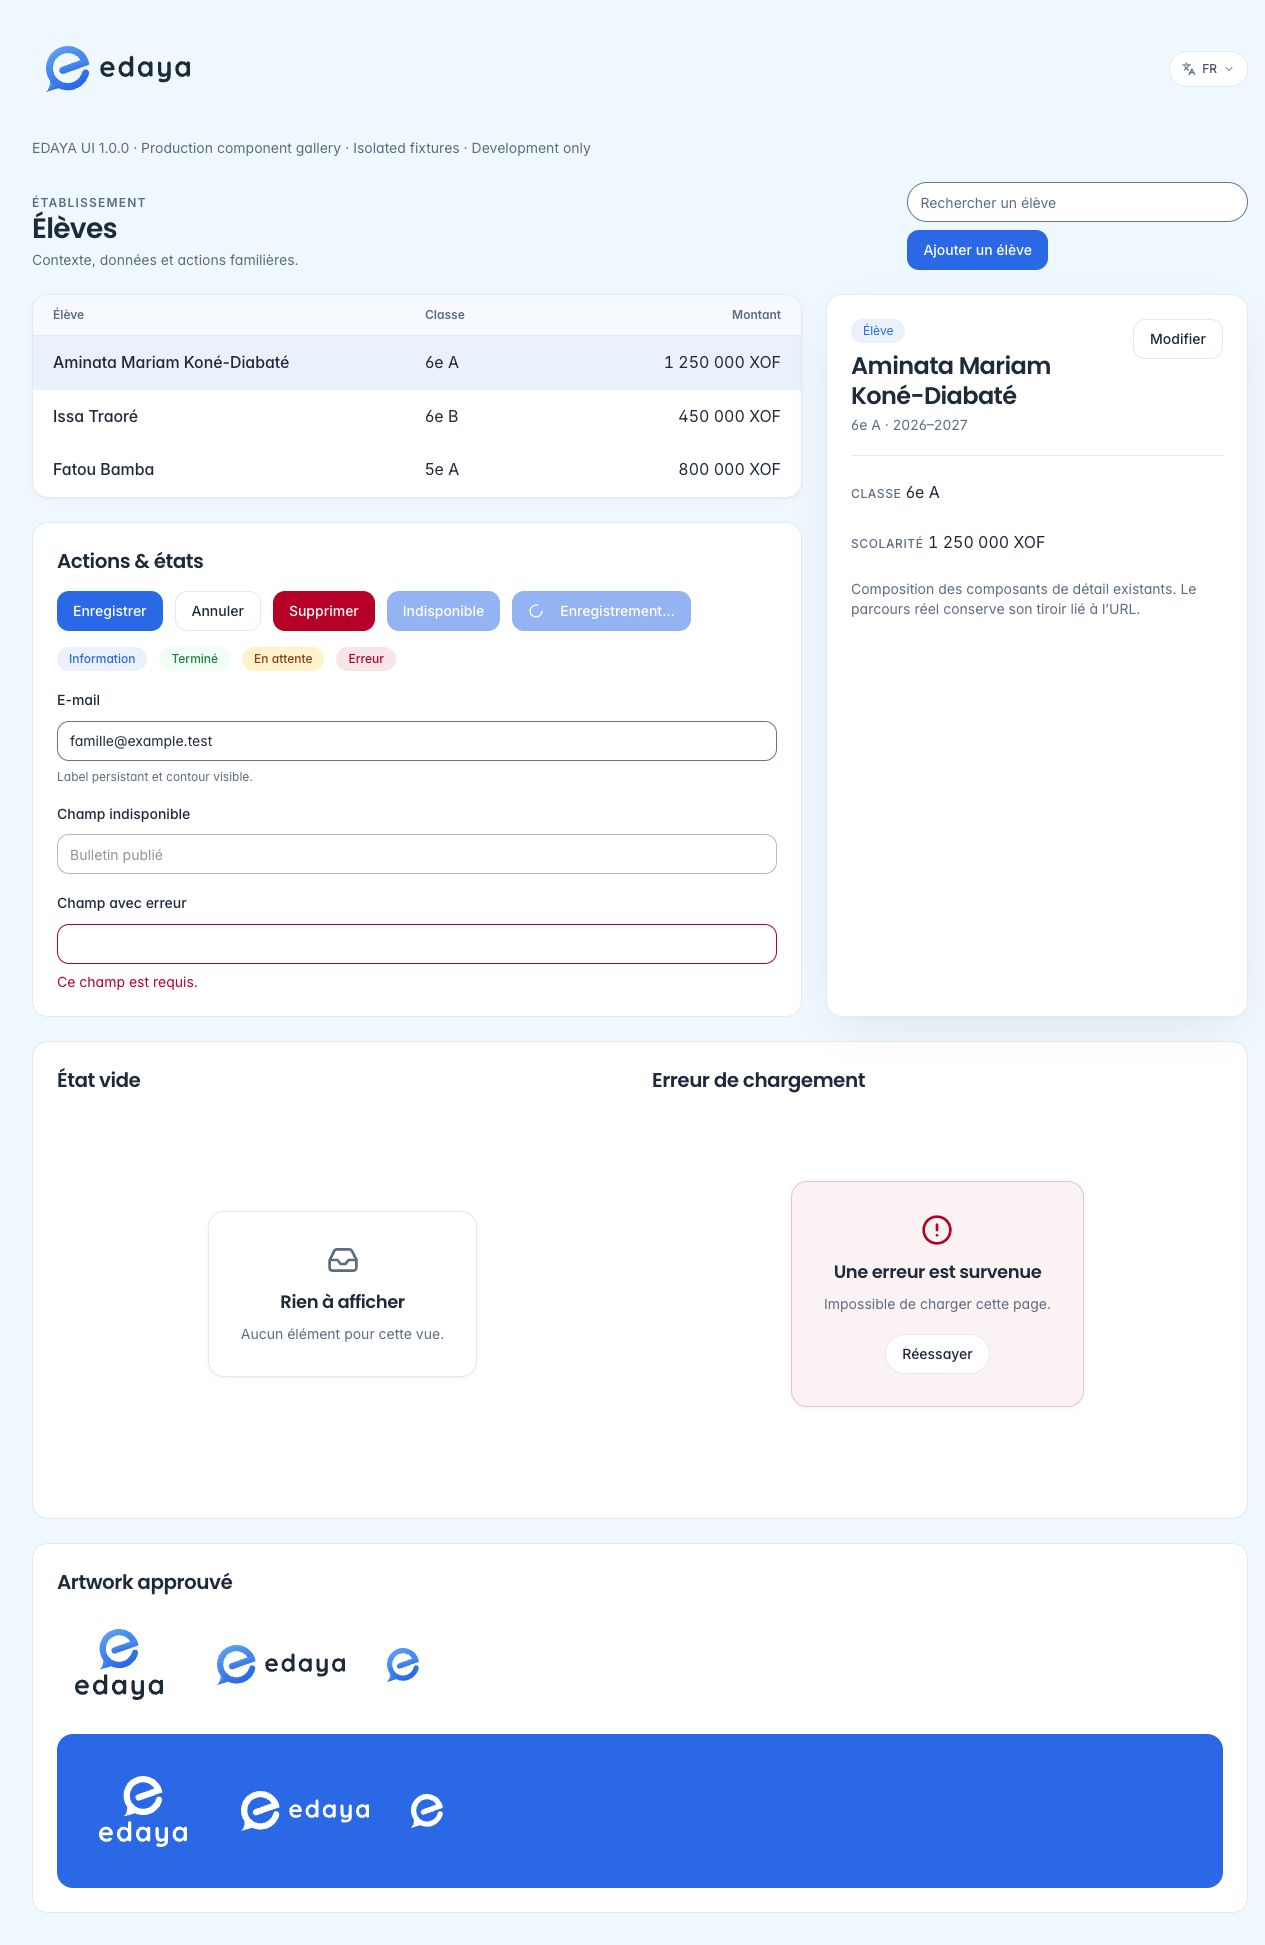 edaya
FR
EDAYA UI 1.0.0 · Production component gallery · Isolated fixtures · Development only
ÉTABLISSEMENT
Élèves
Contexte, données et actions familières.
Rechercher un élève
Ajouter un élève
Élève Classe Montant
Aminata Mariam Koné-Diabaté 6e A 1 250 000 XOF
Issa Traoré 6e B 450 000 XOF
Fatou Bamba 5e A 800 000 XOF
Élève
Modifier
Aminata Mariam
Koné-Diabaté
6e A · 2026–2027
CLASSE 6e A
SCOLARITÉ 1 250 000 XOF
Composition des composants de détail existants. Le
parcours réel conserve son tiroir lié à l’URL.
Actions & états
Enregistrer Annuler Supprimer Indisponible Enregistrement...
Information Terminé En attente Erreur
E-mail
famille@example.test
Label persistant et contour visible.
Champ indisponible
Bulletin publié
Champ avec erreur
Ce champ est requis.
État vide
Rien à afficher
Aucun élément pour cette vue.
Erreur de chargement
Une erreur est survenue
Impossible de charger cette page.
Réessayer
Artwork approuvé
edaya edaya
edaya edaya